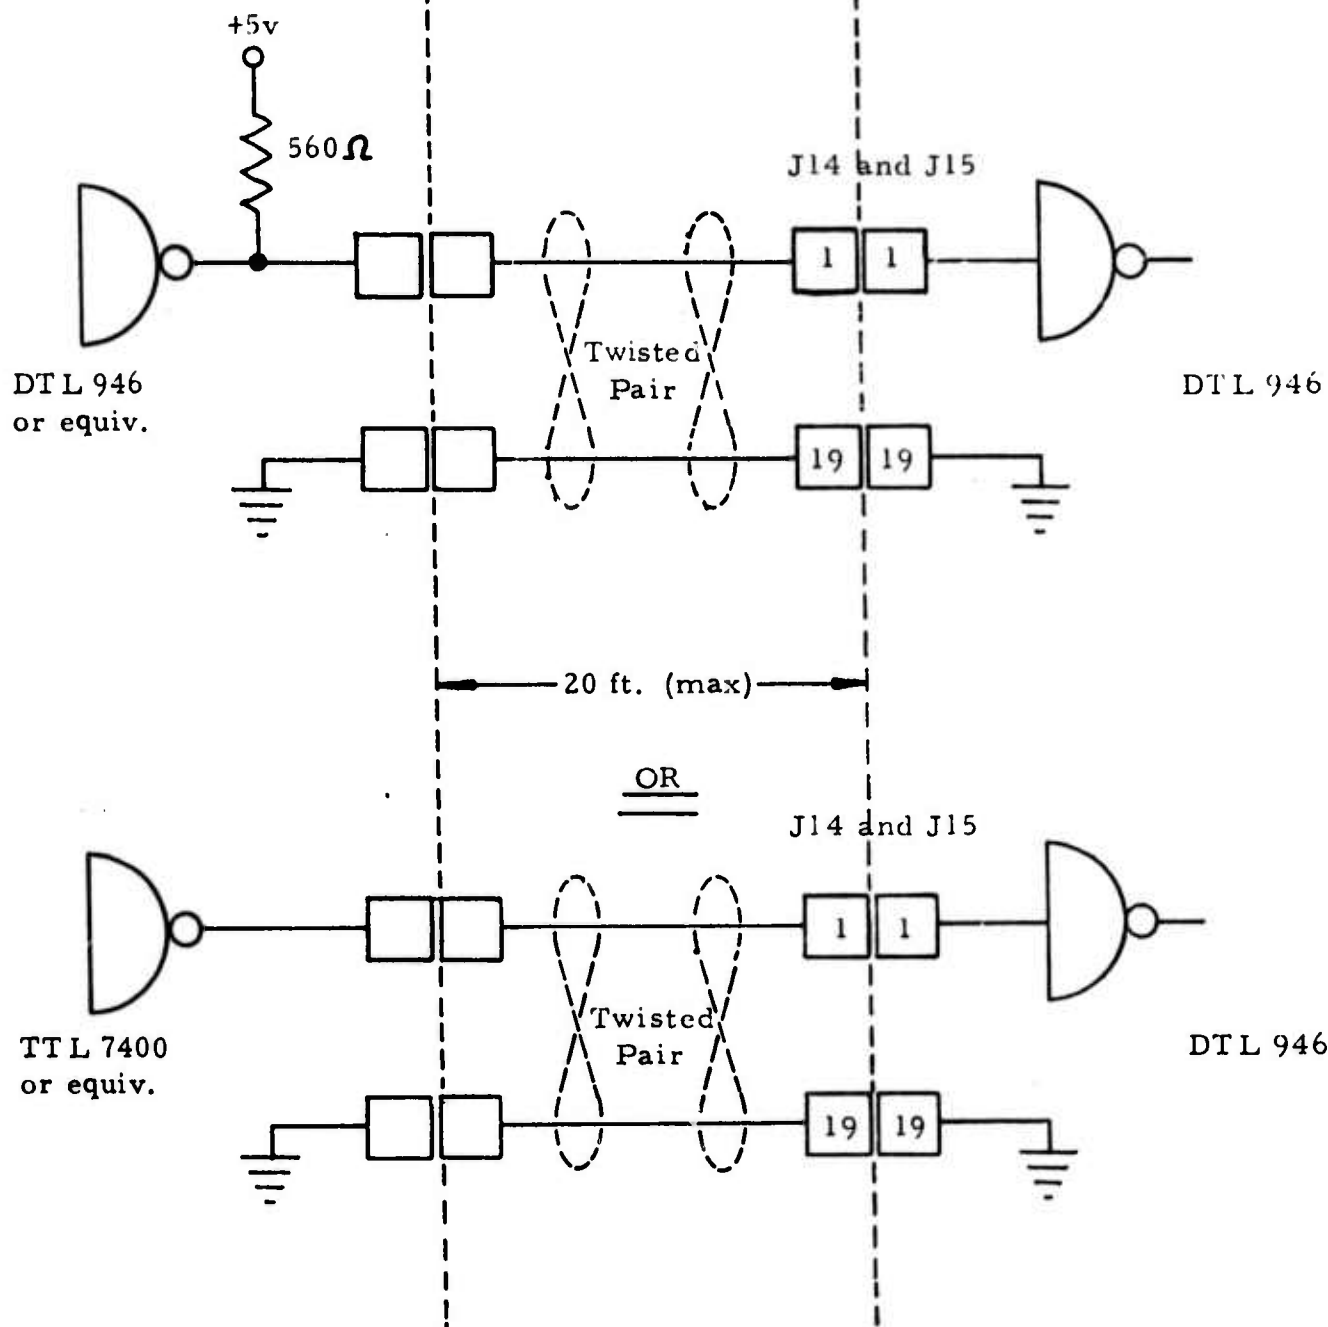 +5v
560Ω
J14 and J15
1 1
Twisted
Pair
DTL 946
or equiv.
DTL 946
19 19
20 ft. (max)
OR
J14 and J15
1 1
Twisted
Pair
TTL 7400
or equiv.
DTL 946
19 19